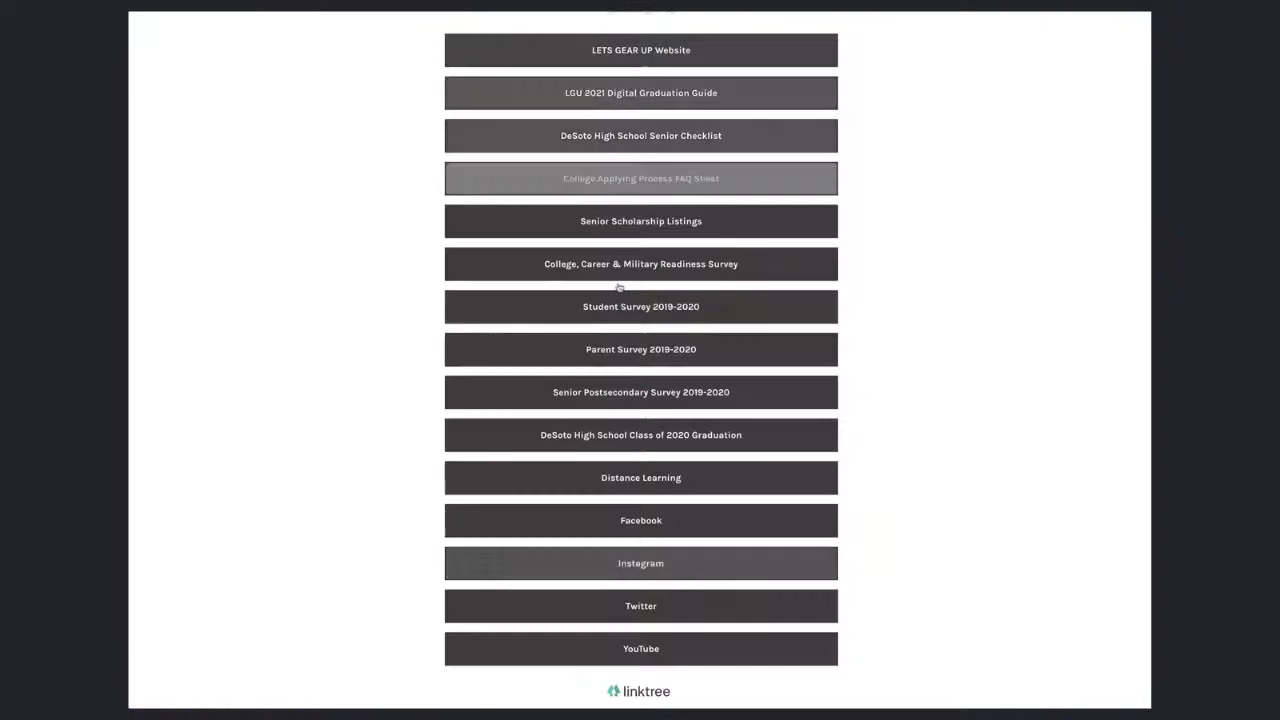 LETS GEAR UP Website
LGU 2021 Digital Graduation Guide
DeSoto High School Senior Checklist
College Applying Process FAQ Sheet
Senior Scholarship Listings
College, Career & Military Readiness Survey
Student Survey 2019-2020
Parent Survey 2019-2020
Senior Postsecondary Survey 2019-2020
DeSoto High School Class of 2020 Graduation
Distance Learning
Facebook
Instagram
Twitter
YouTube
linktree